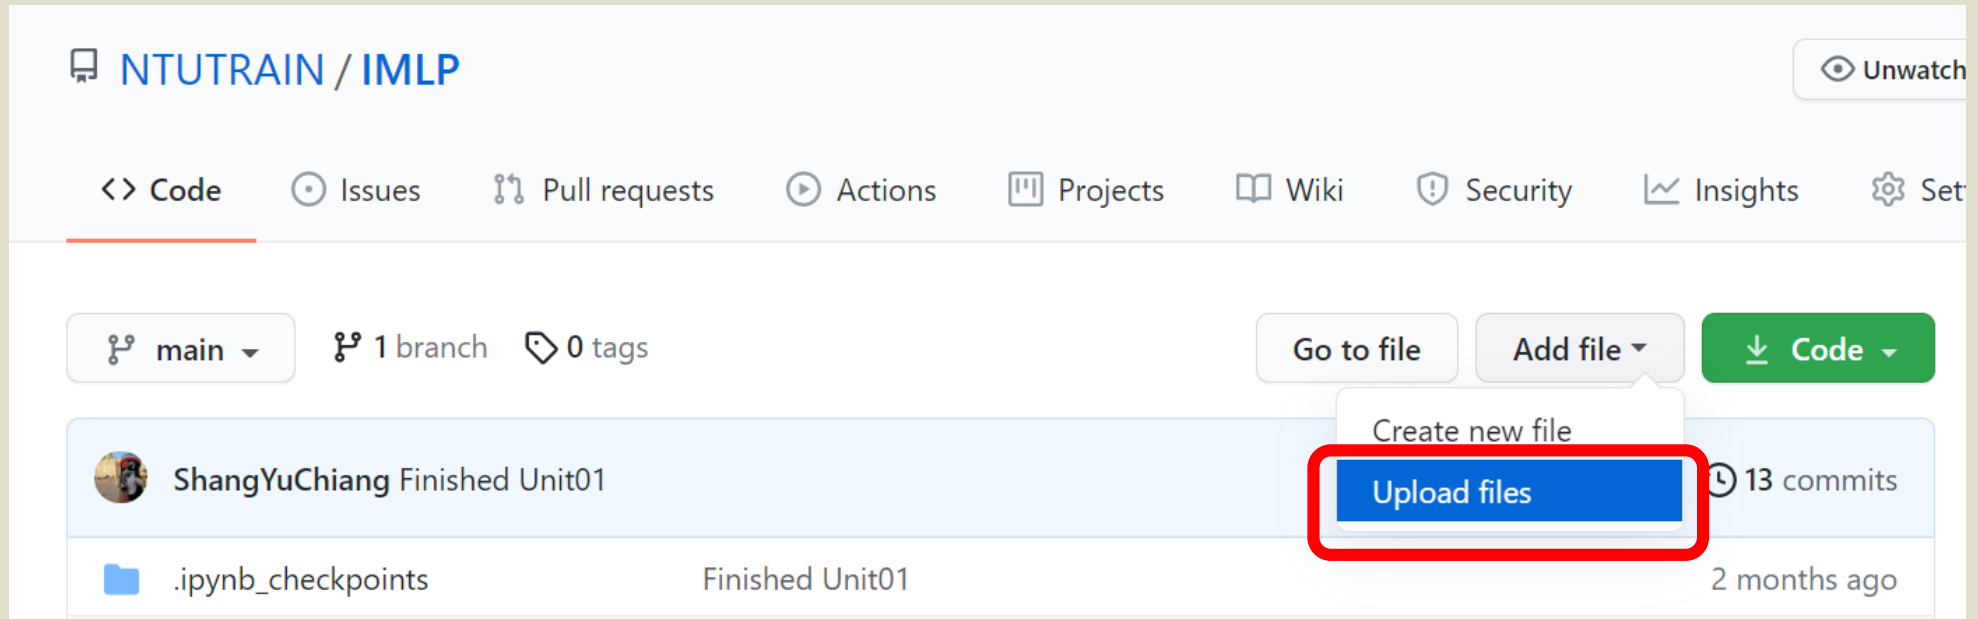 NTUTRAIN / IMLP
Unwatch
Code Issues Pull requests Actions Projects Wiki Security Insights Set
main 1 branch 0 tags Go to file Add file Code
Create new file
ShangYuChiang Finished Unit01 13 commits
Upload files
.ipynb_checkpoints Finished Unit01 2 months ago